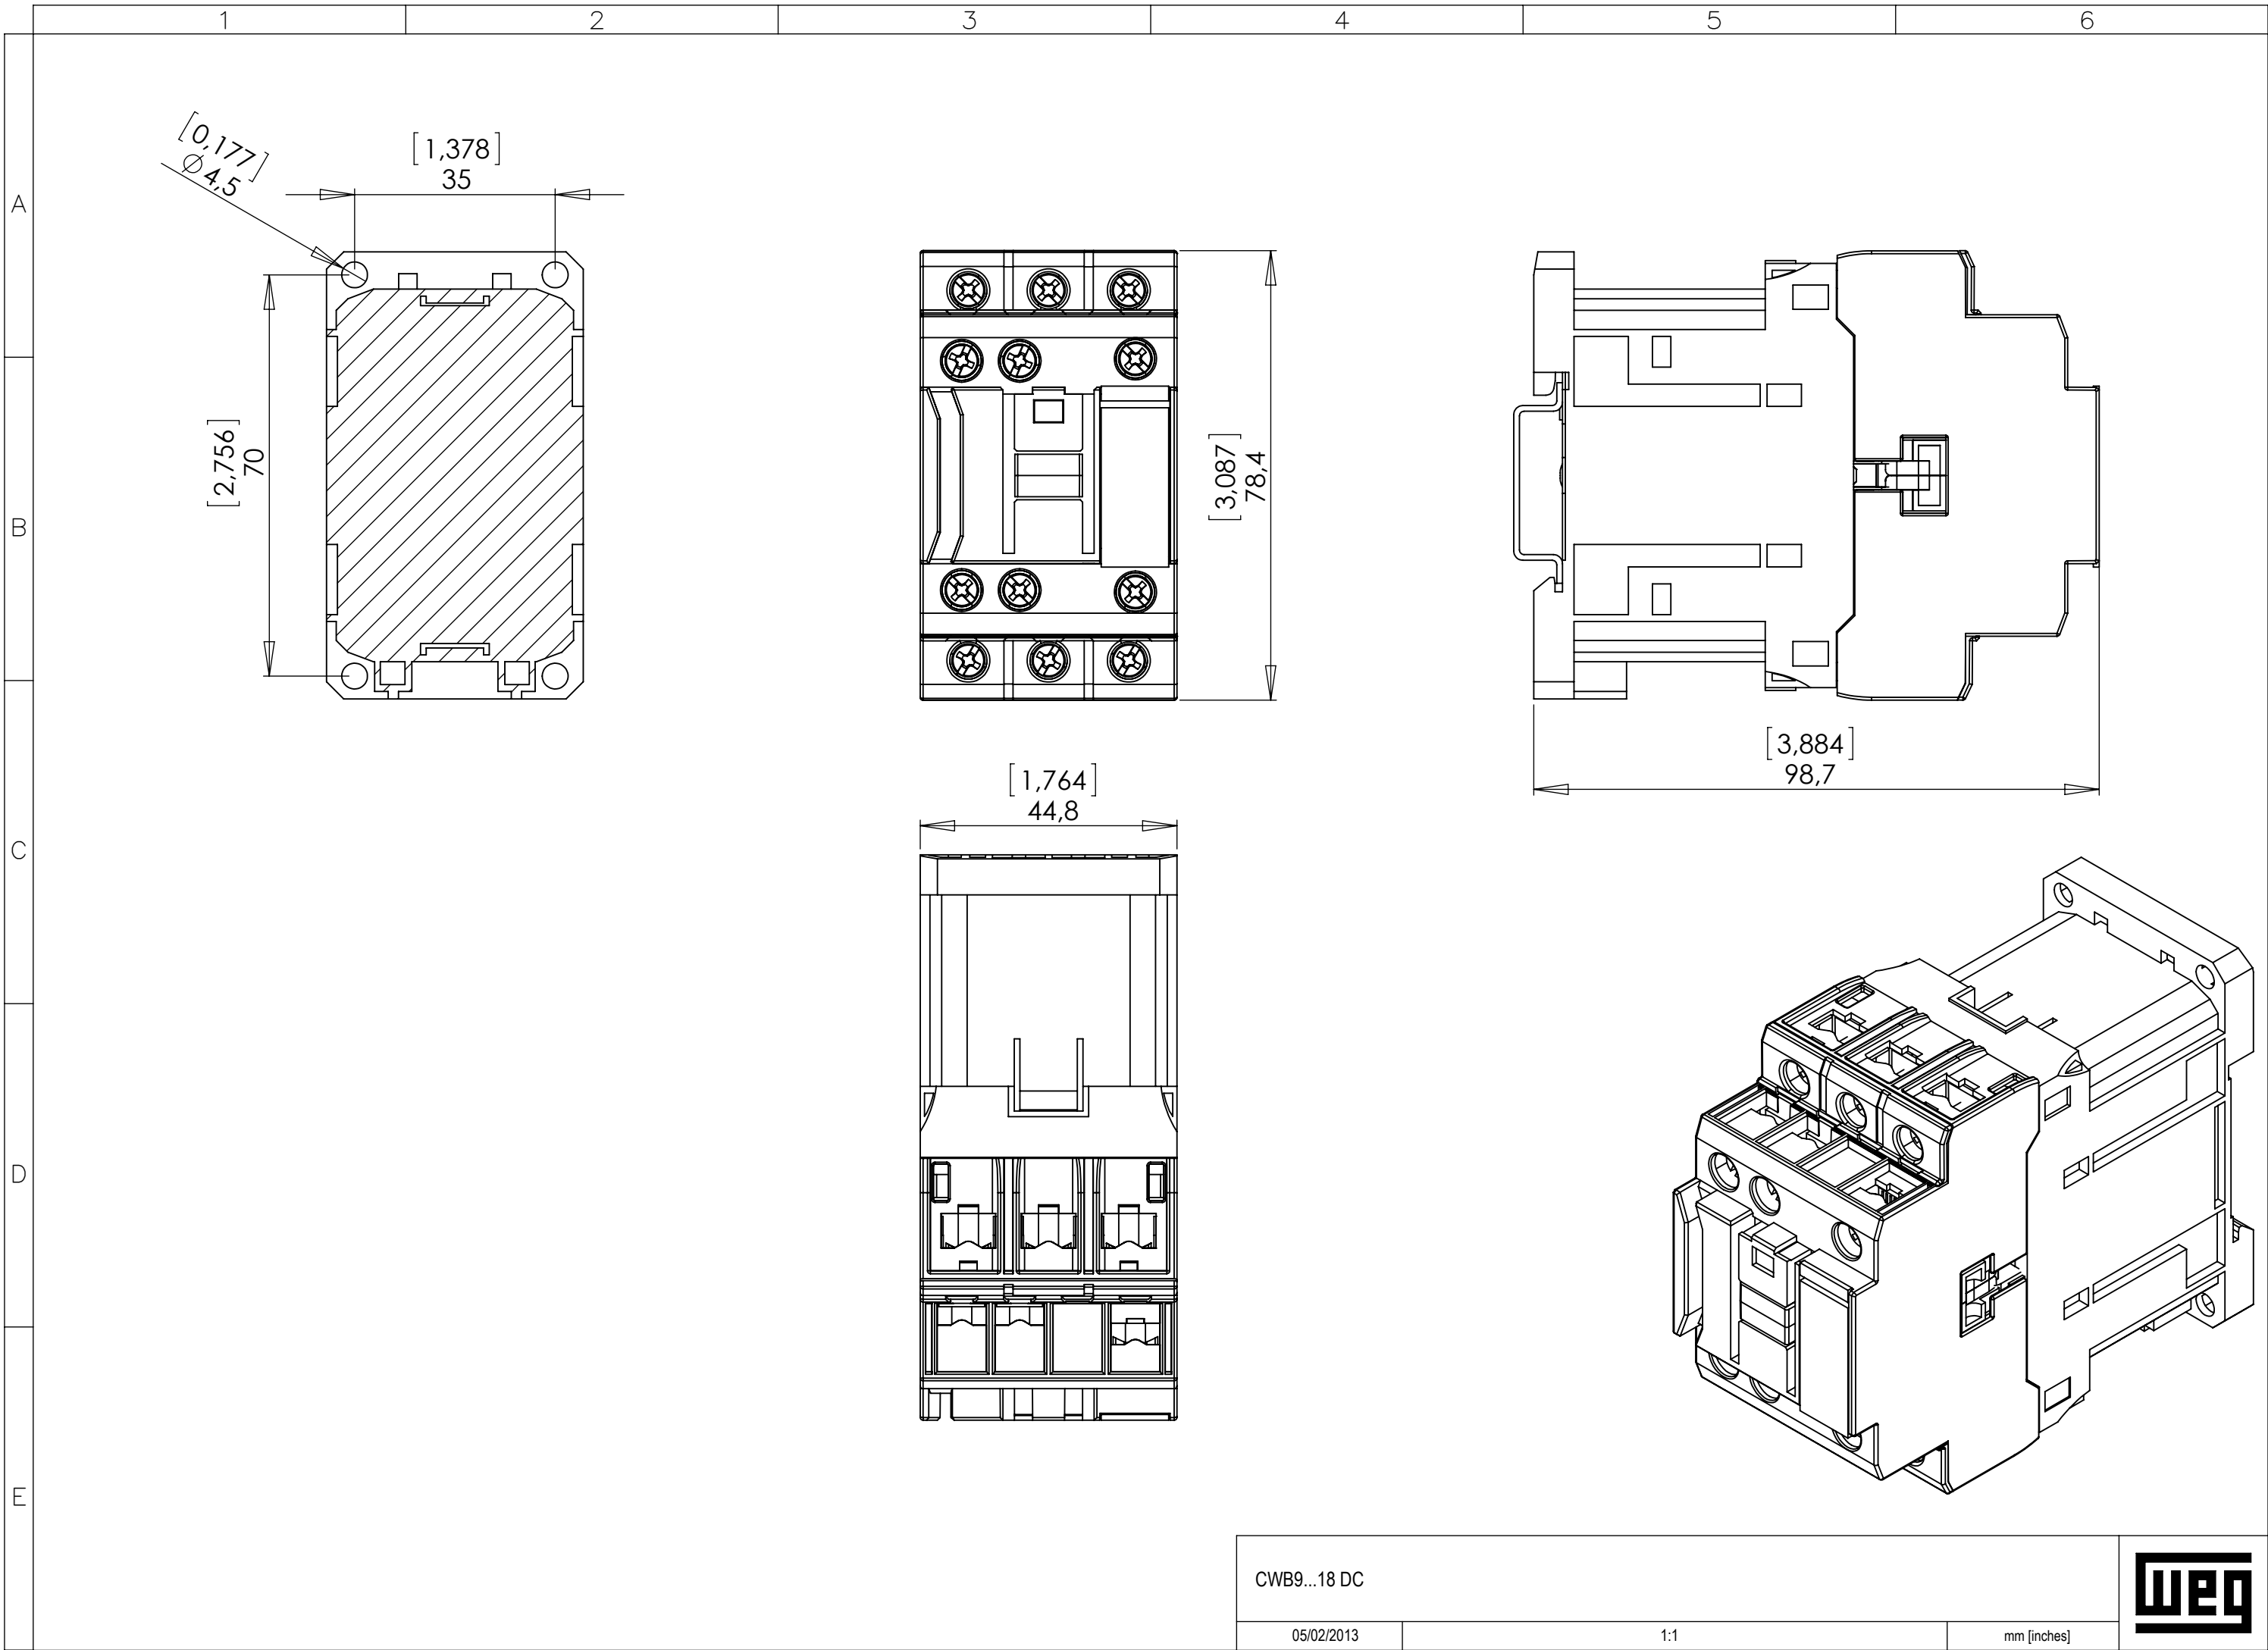 1 2 3 4 5 6
A
B
C
D
E
[0,177]
Ø4,5
[1,378]
35
[2,756]
70
[3,087]
78,4
[3,884]
98,7
[1,764]
44,8
CWB9...18 DC
05/02/2013 1:1 mm [inches]
weg